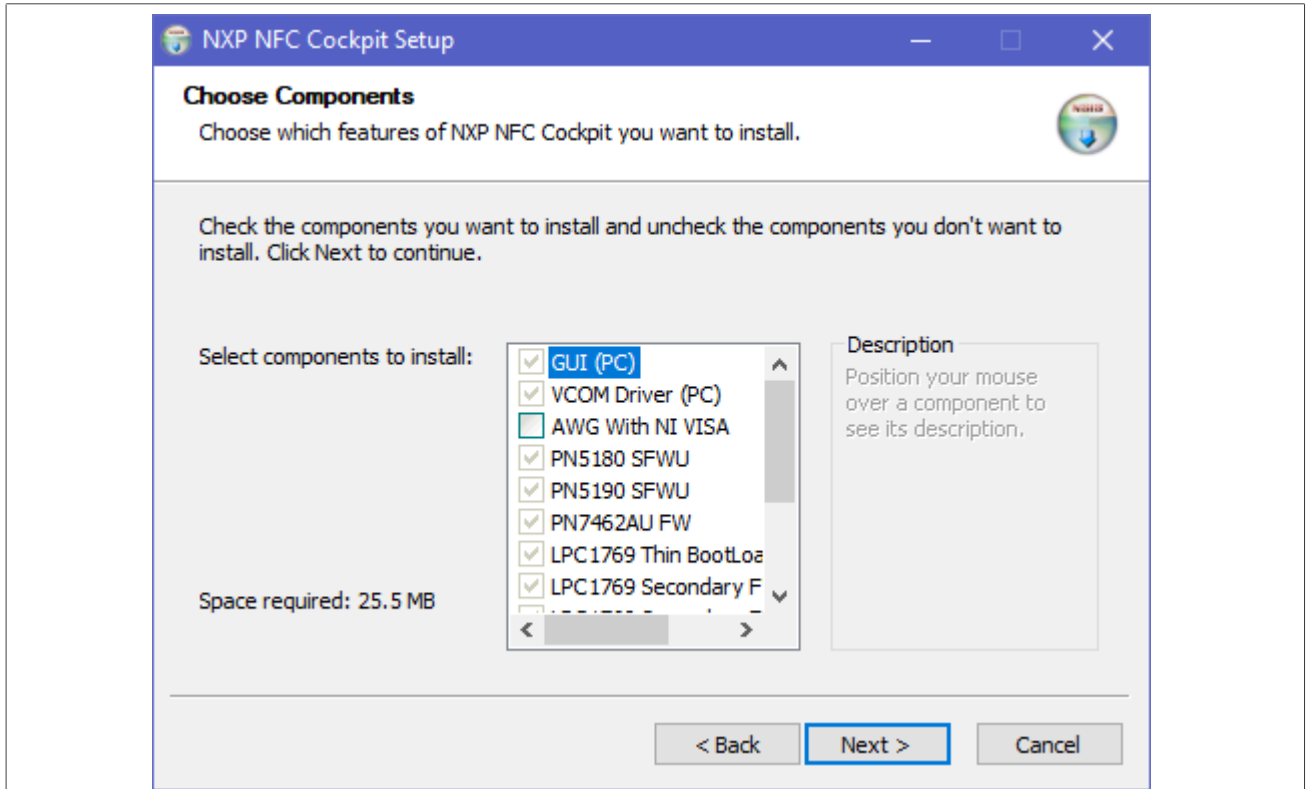 NXP NFC Cockpit Setup
Choose Components
Choose which features of NXP NFC Cockpit you want to install.
Check the components you want to install and uncheck the components you don't want to
install. Click Next to continue.
Select components to install:
GUI (PC)
VCOM Driver (PC)
AWG With NI VISA
PN5180 SFWU
PN5190 SFWU
PN7462AU FW
LPC1769 Thin BootLoa
LPC1769 Secondary F
Description
Position your mouse
over a component to
see its description.
Space required: 25.5 MB
< Back
Next >
Cancel